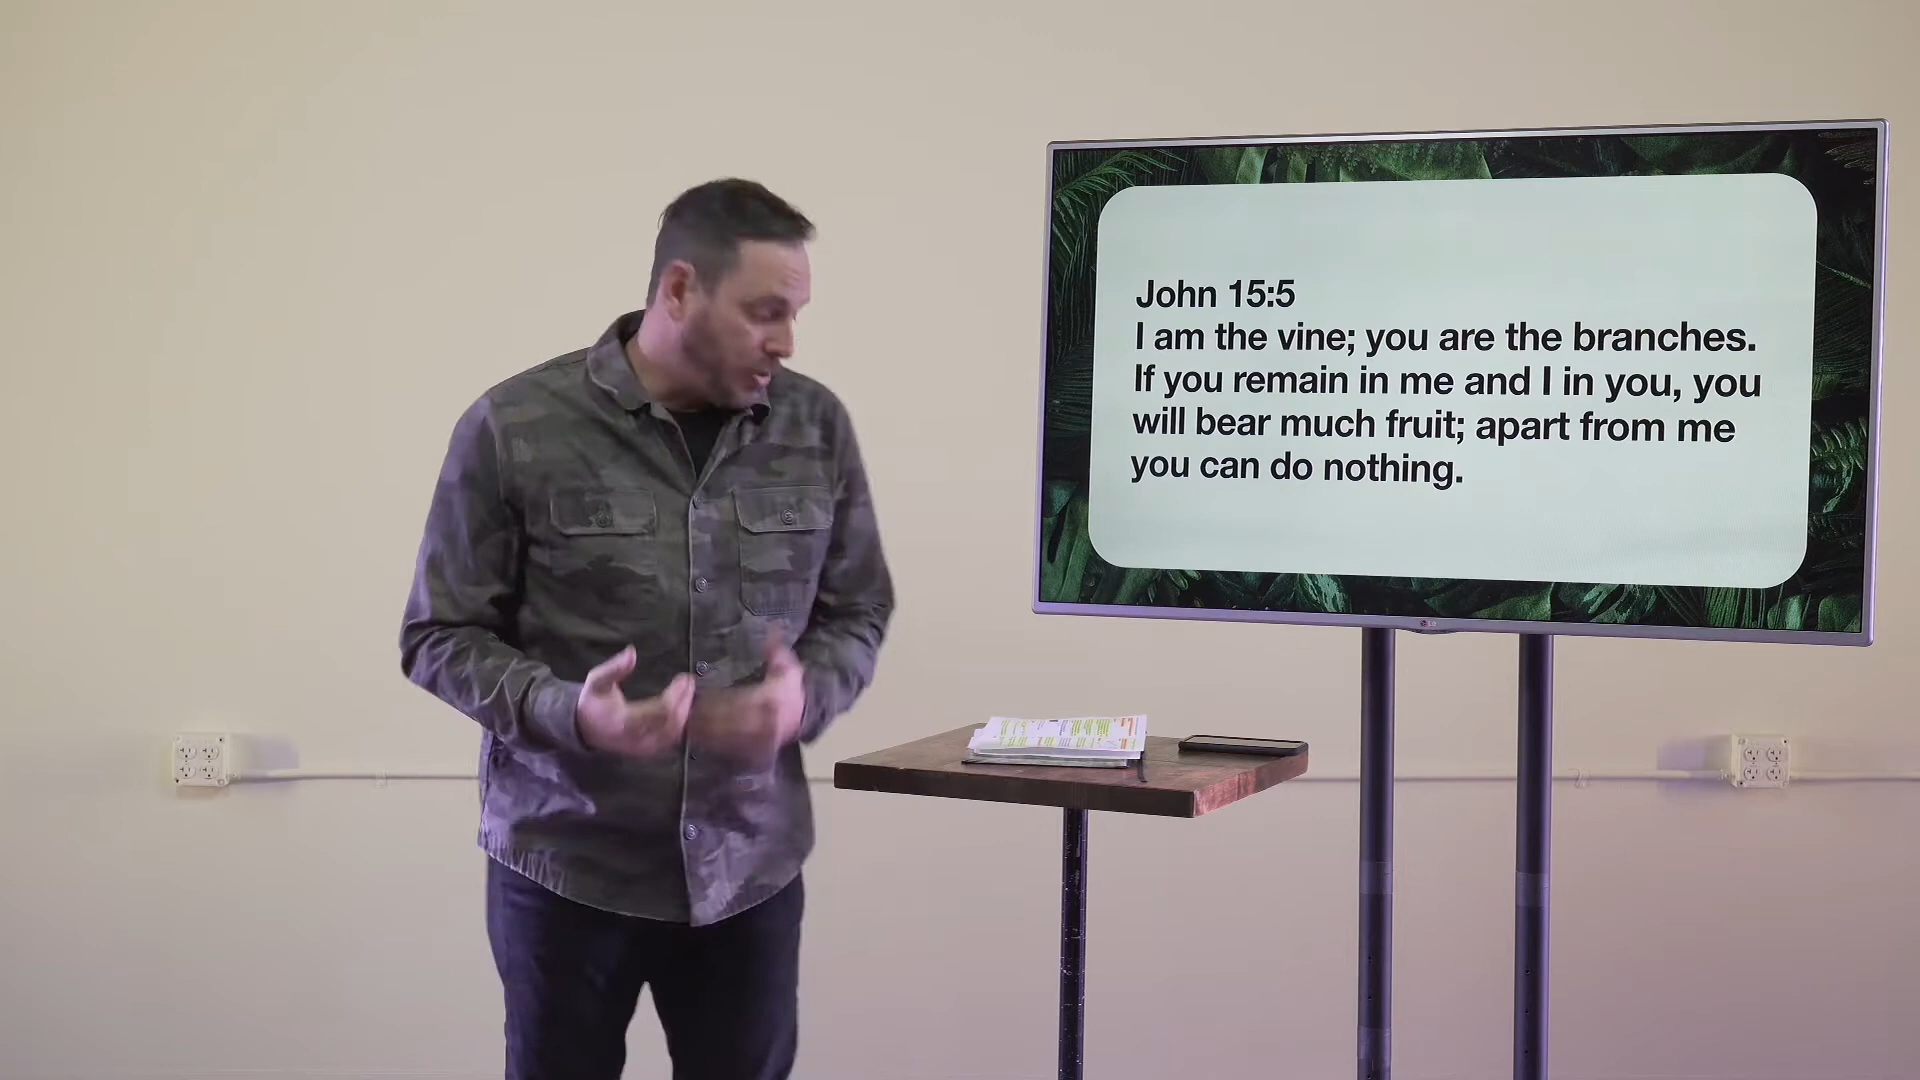 John 15:5
I am the vine; you are the branches.
If you remain in me and I in you, you
will bear much fruit; apart from me
you can do nothing.
LG